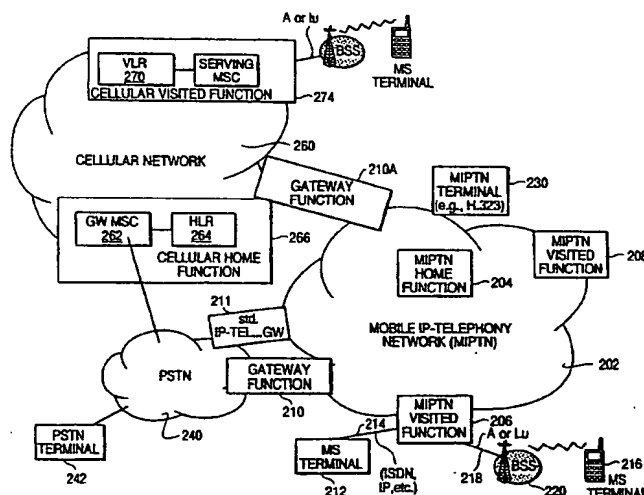 A or Iu
VLR
270
SERVING
MSC
CELLULAR VISITED FUNCTION
BSS
MS
TERMINAL
274
260
CELLULAR NETWORK
210A
GATEWAY
FUNCTION
MIPTN
TERMINAL
(e.g., H.323)
230
GW MSC
262
HLR
264
266
CELLULAR HOME
FUNCTION
MIPTN
HOME
FUNCTION
204
MIPTN
VISITED
FUNCTION
208
211
std.
IP-TEL...GW
MOBILE IP-TELEPHONY
NETWORK (MIPTN)
202
PSTN
GATEWAY
FUNCTION
210
240
MIPTN
VISITED
FUNCTION
206
214
A or Lu
218
PSTN
TERMINAL
242
MS
TERMINAL
212
(ISDN,
IP,etc.)
BSS
220
216
MS
TERMINAL